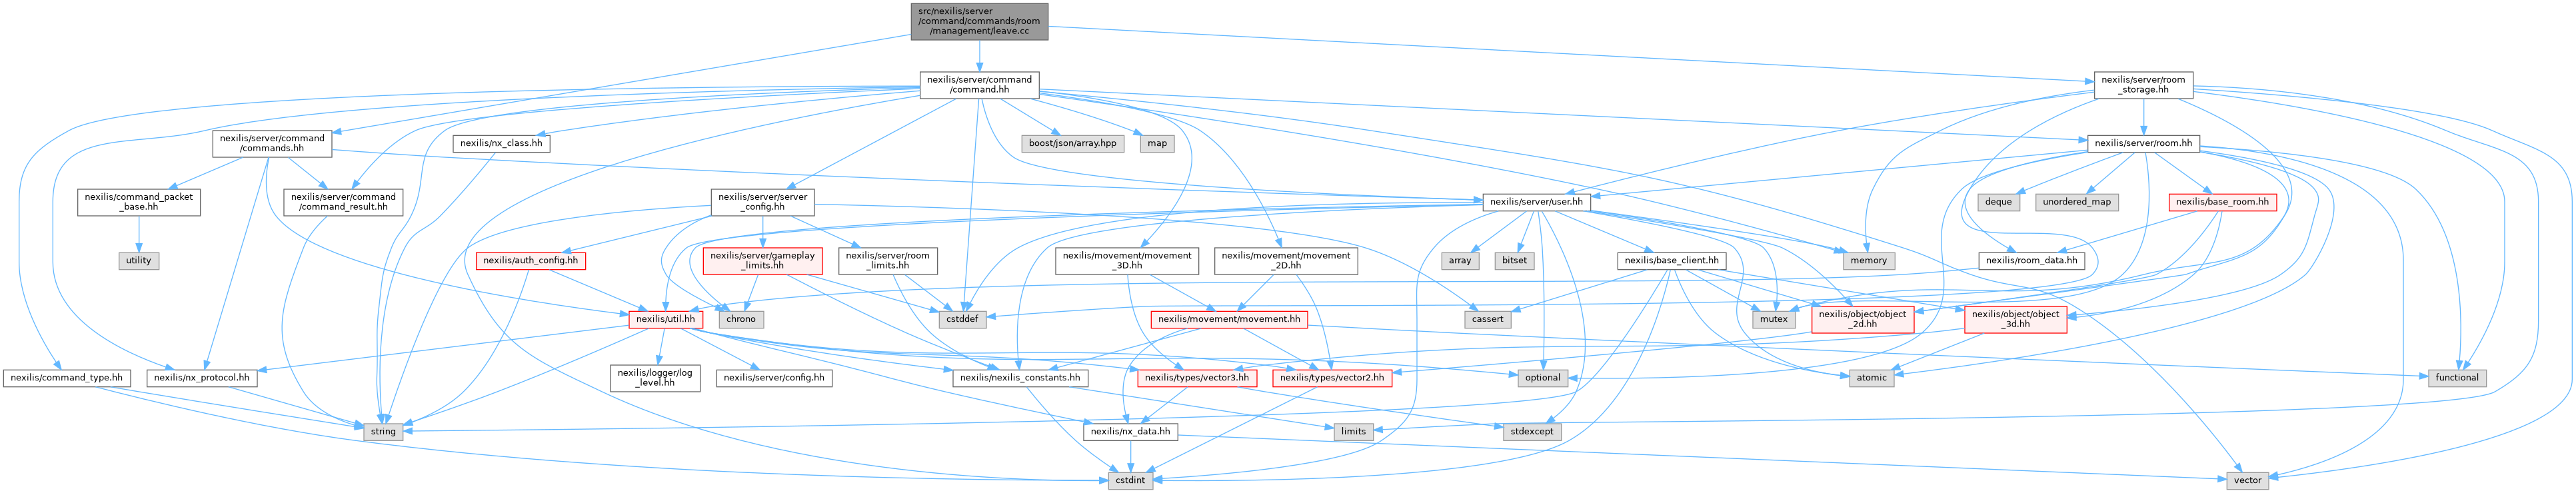 src/nexilis/server
/command/commands/room
/management/leave.cc
nexilis/server/command
/command.hh
nexilis/server/room
_storage.hh
nexilis/server/command
/commands.hh
nexilis/nx_class.hh
boost/json/array.hpp
map
nexilis/server/room.hh
nexilis/command_packet
_base.hh
nexilis/server/command
/command_result.hh
nexilis/server/server
_config.hh
nexilis/server/user.hh
deque
unordered_map
nexilis/base_room.hh
utility
nexilis/auth_config.hh
nexilis/server/gameplay
_limits.hh
nexilis/server/room
_limits.hh
nexilis/movement/movement
_3D.hh
nexilis/movement/movement
_2D.hh
array
bitset
nexilis/base_client.hh
memory
nexilis/room_data.hh
nexilis/util.hh
chrono
cstddef
nexilis/movement/movement.hh
cassert
mutex
nexilis/object/object
_2d.hh
nexilis/object/object
_3d.hh
nexilis/command_type.hh
nexilis/nx_protocol.hh
nexilis/logger/log
_level.hh
nexilis/server/config.hh
nexilis/nexilis_constants.hh
nexilis/types/vector3.hh
nexilis/types/vector2.hh
optional
atomic
functional
string
nexilis/nx_data.hh
limits
stdexcept
cstdint
vector